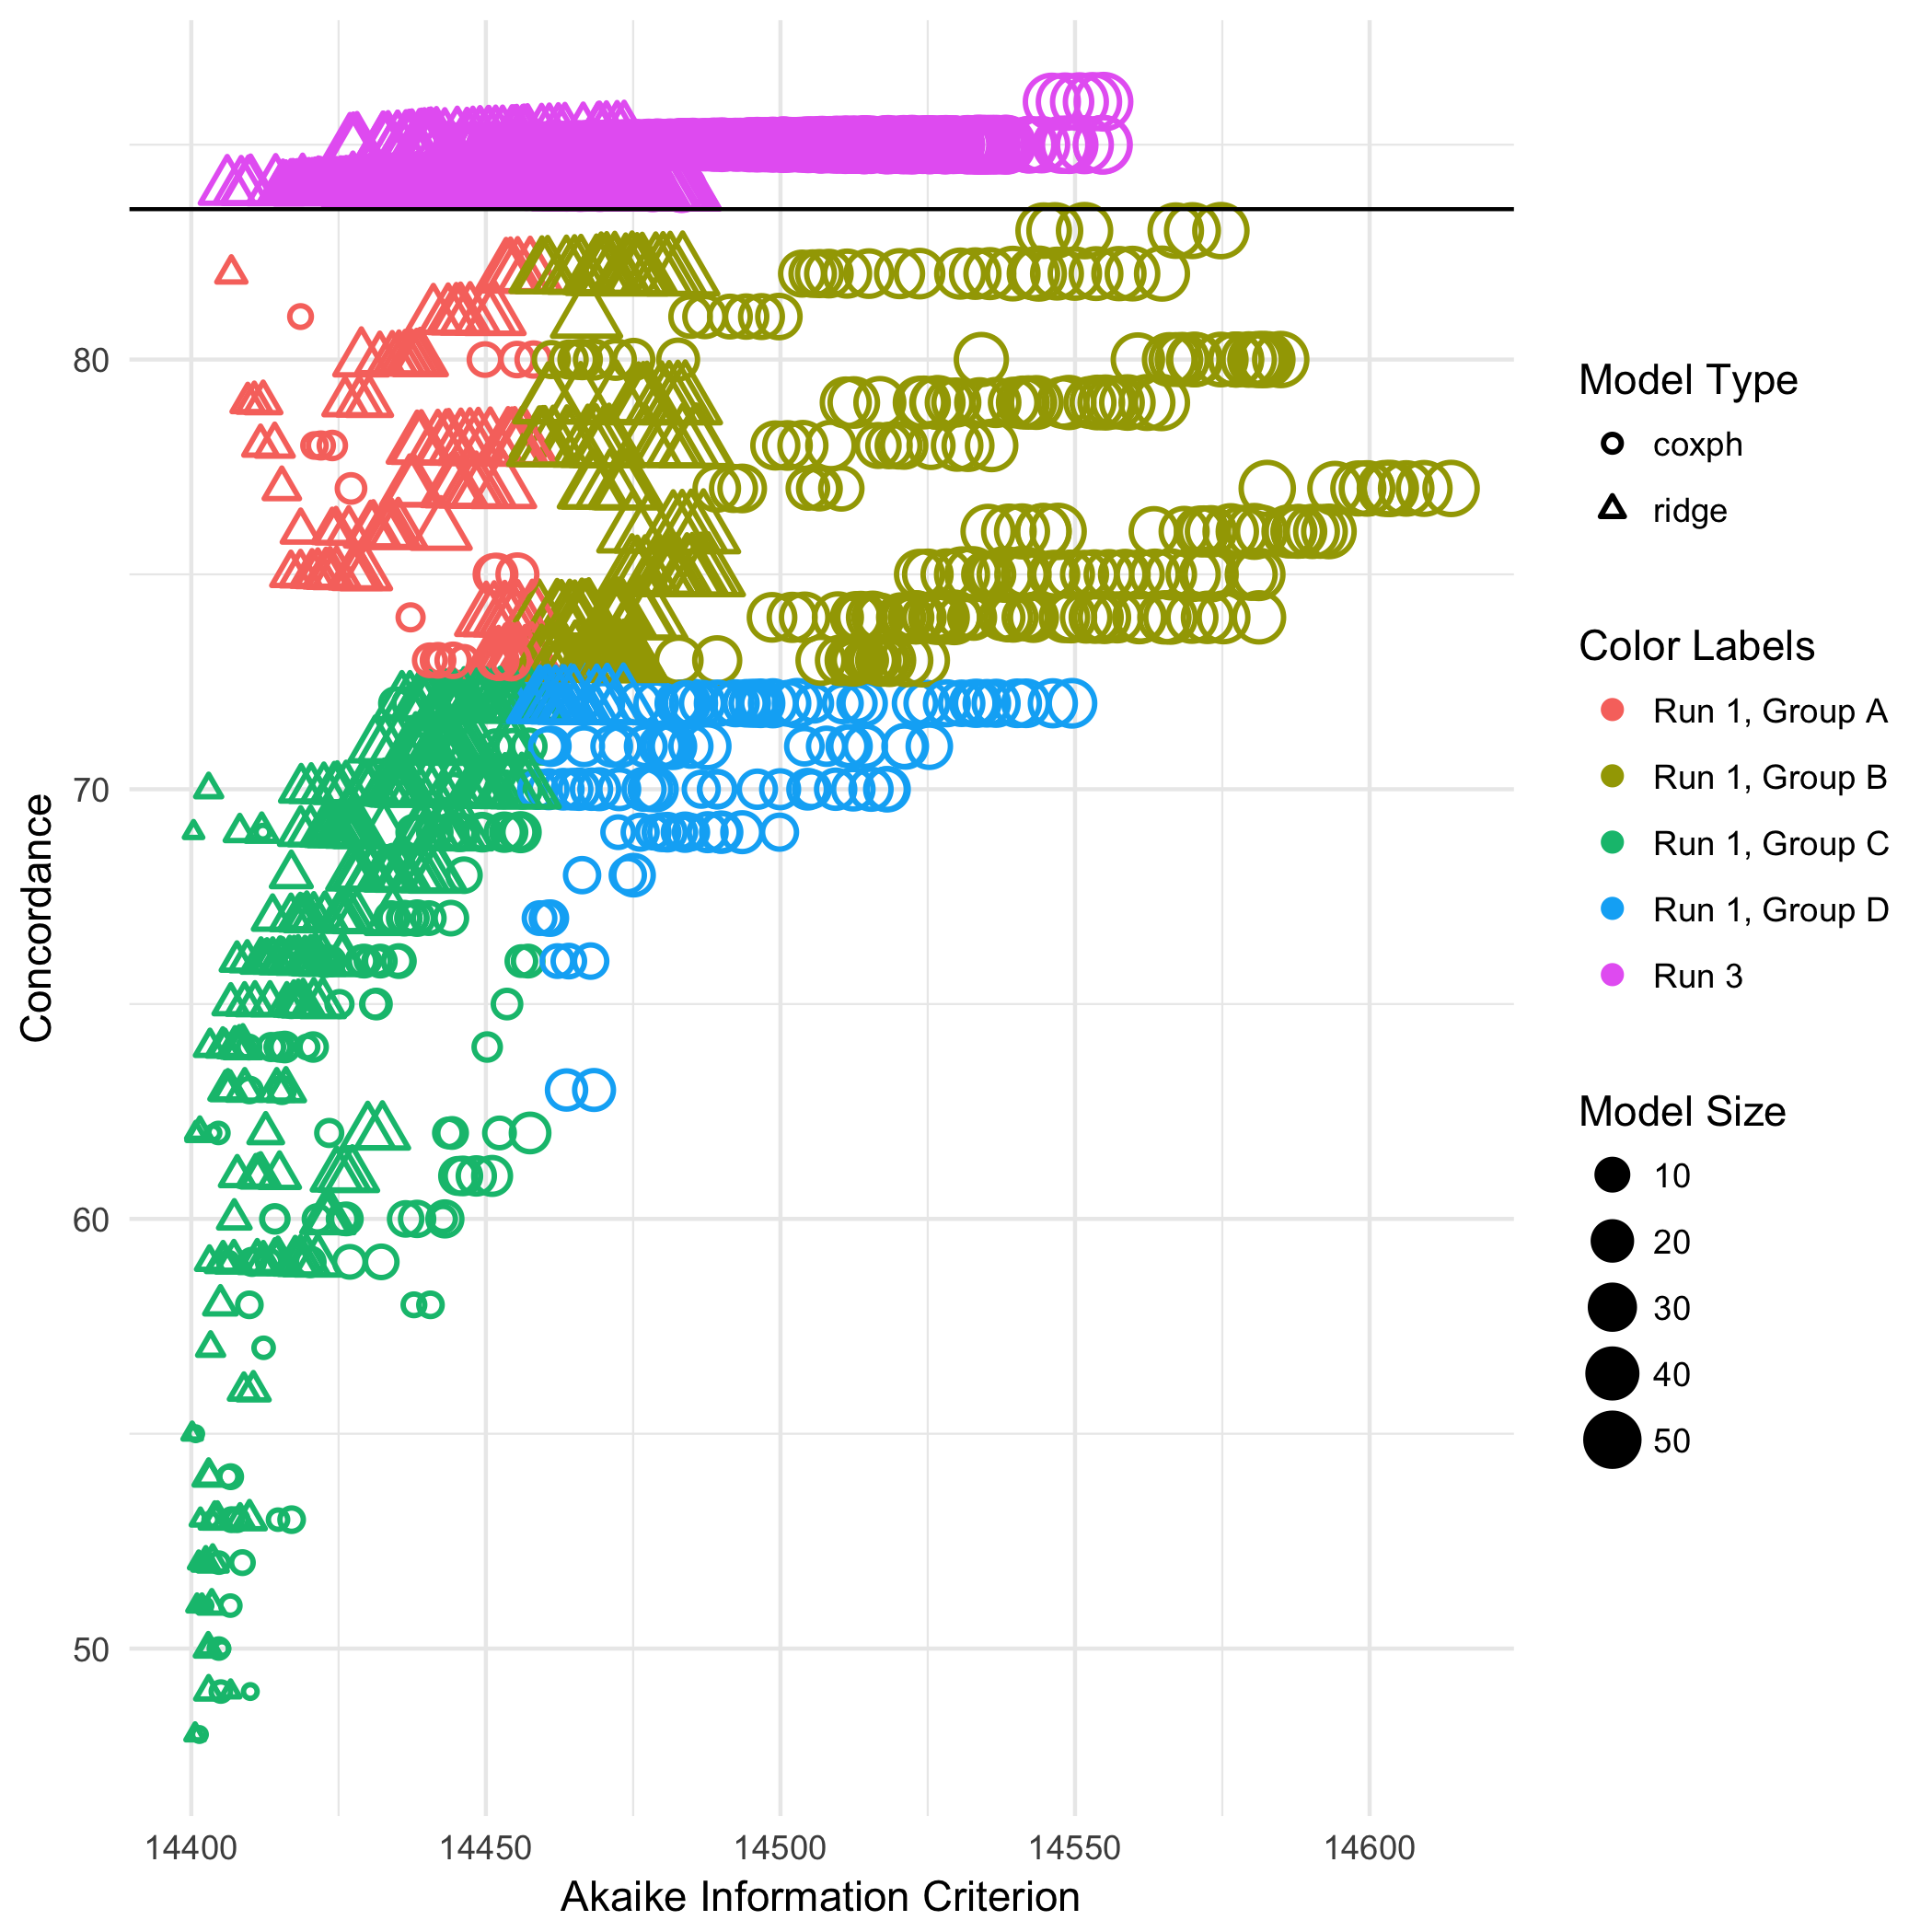 80
70
60
50
Concordance
14400
14450
14500
14550
14600
Akaike Information Criterion
Model Type
coxph
ridge
Color Labels
Run 1, Group A
Run 1, Group B
Run 1, Group C
Run 1, Group D
Run 3
Model Size
10
20
30
40
50